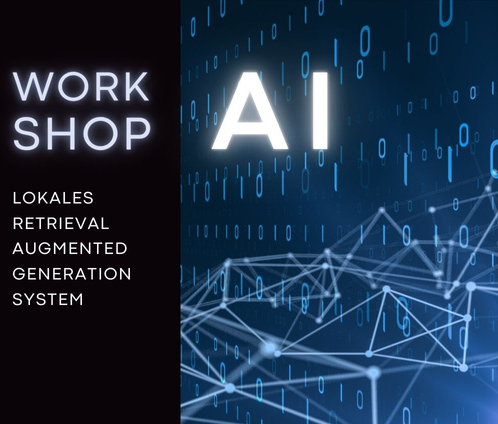 WORK
SHOP
AI
LOKALES
RETRIEVAL
AUGMENTED
GENERATION
SYSTEM